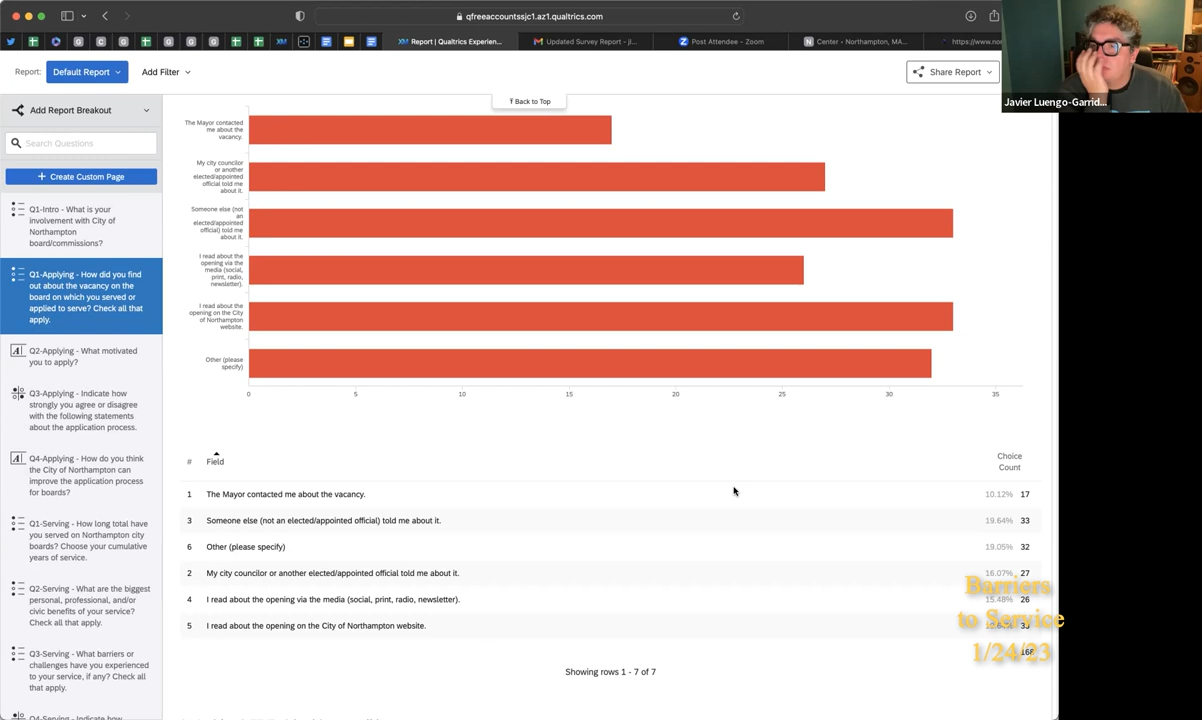 qfreeaccountssjc1.az1.qualtrics.com
Report | Qualtrics Experien...
Updated Survey Report - jl...
Post Attendee - Zoom
Center - Northampton, MA...
Javier Luengo-Garrid...
Report:
Default Report
Add Filter
Share Report
Add Report Breakout
Search Questions
+ Create Custom Page
Q1-Intro - What is your
involvement with City of
Northampton
board/commissions?
Q1-Applying - How did you find
out about the vacancy on the
board on which you served or
applied to serve? Check all that
apply.
Q2-Applying - What motivated
you to apply?
Q3-Applying - Indicate how
strongly you agree or disagree
with the following statements
about the application process.
Q4-Applying - How do you think
the City of Northampton can
improve the application process
for boards?
Q1-Serving - How long total have
you served on Northampton city
boards? Choose your cumulative
years of service.
Q2-Serving - What are the biggest
personal, professional, and/or
civic benefits of your service?
Check all that apply.
Q3-Serving - What barriers or
challenges have you experienced
to your service, if any? Check all
that apply.
Q4-Serving - Indicate how
Back to Top
The Mayor contacted
me about the
vacancy.
My city councilor
or another
elected/appointed
official told me
about it.
Someone else (not
an
elected/appointed
official) told me
about it.
I read about the
opening via the
media (social,
print, radio,
newsletter).
I read about the
opening on the City
of Northampton
website.
Other (please
specify)
0 5 10 15 20 25 30 35
# Field Choice
Count
1 The Mayor contacted me about the vacancy. 10.12% 17
3 Someone else (not an elected/appointed official) told me about it. 19.64% 33
6 Other (please specify) 19.05% 32
2 My city councilor or another elected/appointed official told me about it. 16.07% 27
4 I read about the opening via the media (social, print, radio, newsletter). 15.48% 26
5 I read about the opening on the City of Northampton website. 33
168
Showing rows 1 - 7 of 7
Barriers
to Service
1/24/23